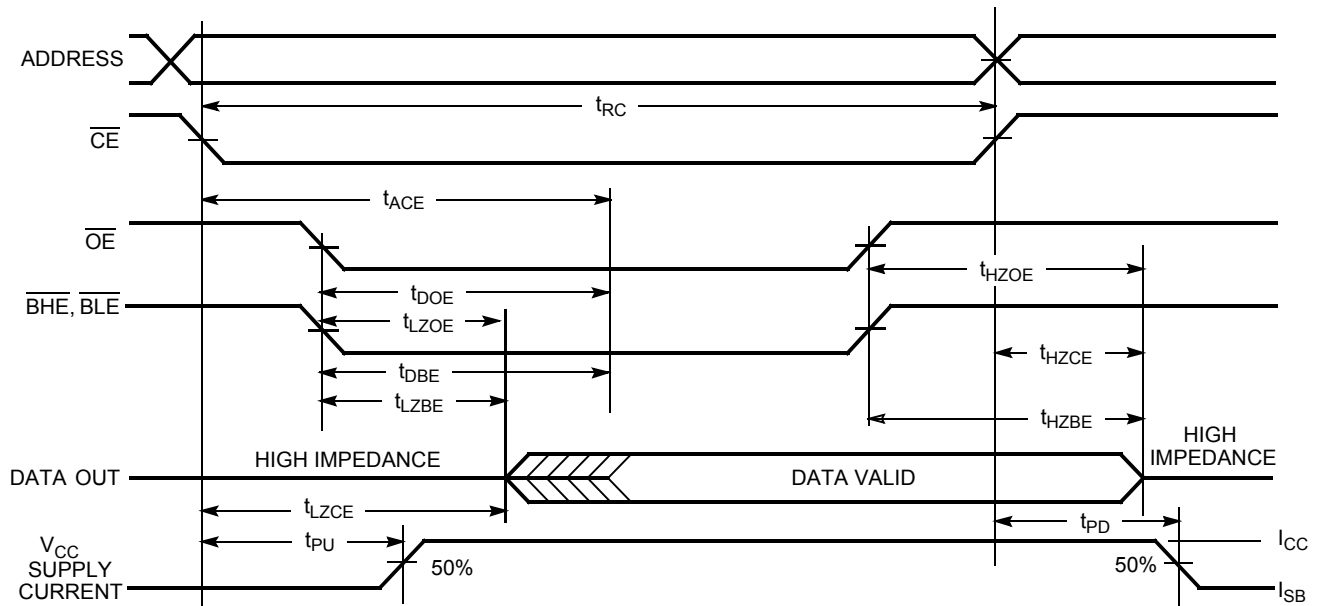 ADDRESS
tRC
CE
tACE
OE
tHZOE
tDOE
BHE, BLE
tLZOE
tHZCE
tDBE
tLZBE
tHZBE
HIGH IMPEDANCE
HIGH
IMPEDANCE
DATA OUT
DATA VALID
tLZCE
tPD
tPU
VCC
SUPPLY
CURRENT
50%
50%
ICC
ISB